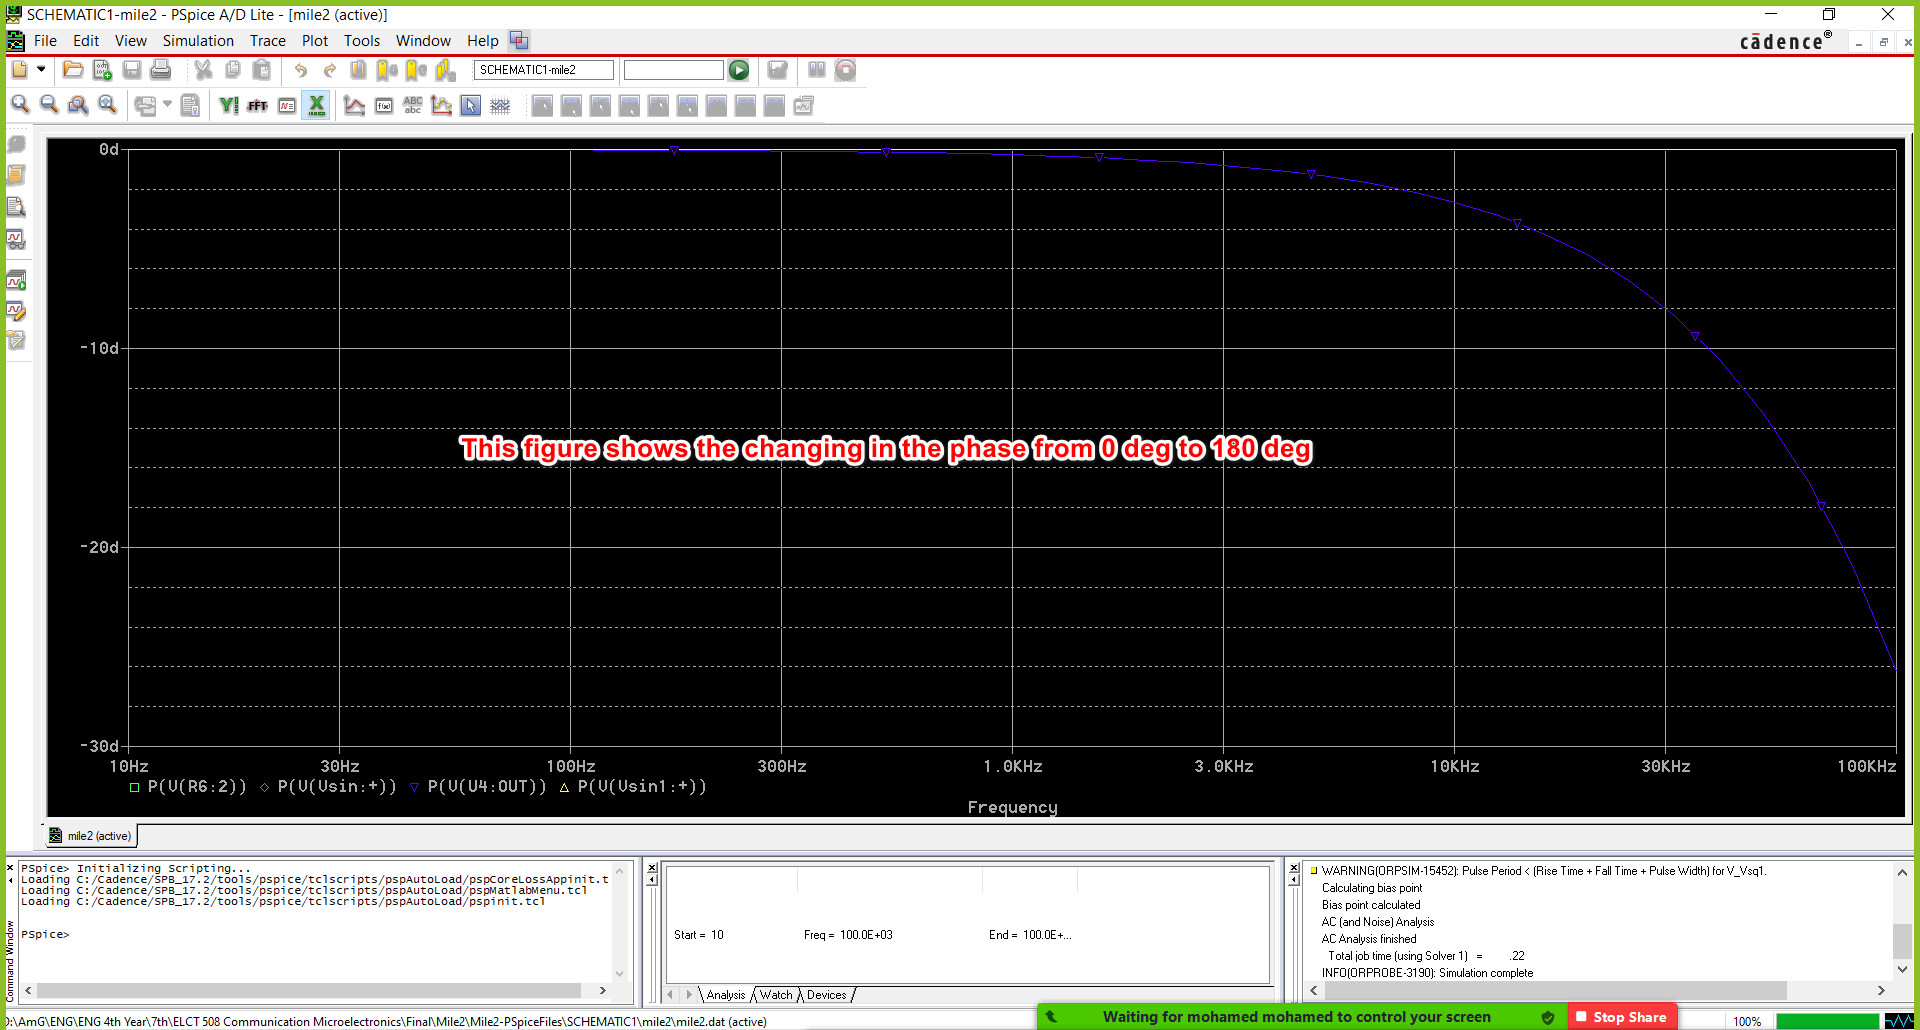 SCHEMATIC1-mile2 - PSpice A/D Lite - [mile2 (active)]
File Edit View Simulation Trace Plot Tools Window Help
cādence®
SCHEMATIC1-mile2
FFT
ABC
abc
0d
-10d
-20d
-30d
This figure shows the changing in the phase from 0 deg to 180 deg
10Hz 30Hz 100Hz 300Hz 1.0KHz 3.0KHz 10KHz 30KHz 100KHz
P(V(R6:2)) P(V(Vsin:+)) P(V(U4:OUT)) P(V(Vsin1:+))
Frequency
mile2 (active)
Command Window
PSpice> Initializing Scripting...
Loading C:/Cadence/SPB_17.2/tools/pspice/tclscripts/pspAutoLoad/pspCoreLossAppinit.t
Loading C:/Cadence/SPB_17.2/tools/pspice/tclscripts/pspAutoLoad/pspMatlabMenu.tcl
Loading C:/Cadence/SPB_17.2/tools/pspice/tclscripts/pspAutoLoad/pspinit.tcl
PSpice>
Start = 10 Freq = 100.0E+03 End = 100.0E+...
Analysis Watch Devices
WARNING(ORPSIM-15452): Pulse Period < (Rise Time + Fall Time + Pulse Width) for V_Vsq1.
Calculating bias point
Bias point calculated
AC (and Noise) Analysis
AC Analysis finished
Total job time (using Solver 1) = .22
INFO(ORPROBE-3190): Simulation complete
D:\AmG\ENG\ENG 4th Year\7th\ELCT 508 Communication Microelectronics\Final\Mile2\Mile2-PSpiceFiles\SCHEMATIC1\mile2\mile2.dat (active)
Waiting for mohamed mohamed to control your screen
Stop Share
100%